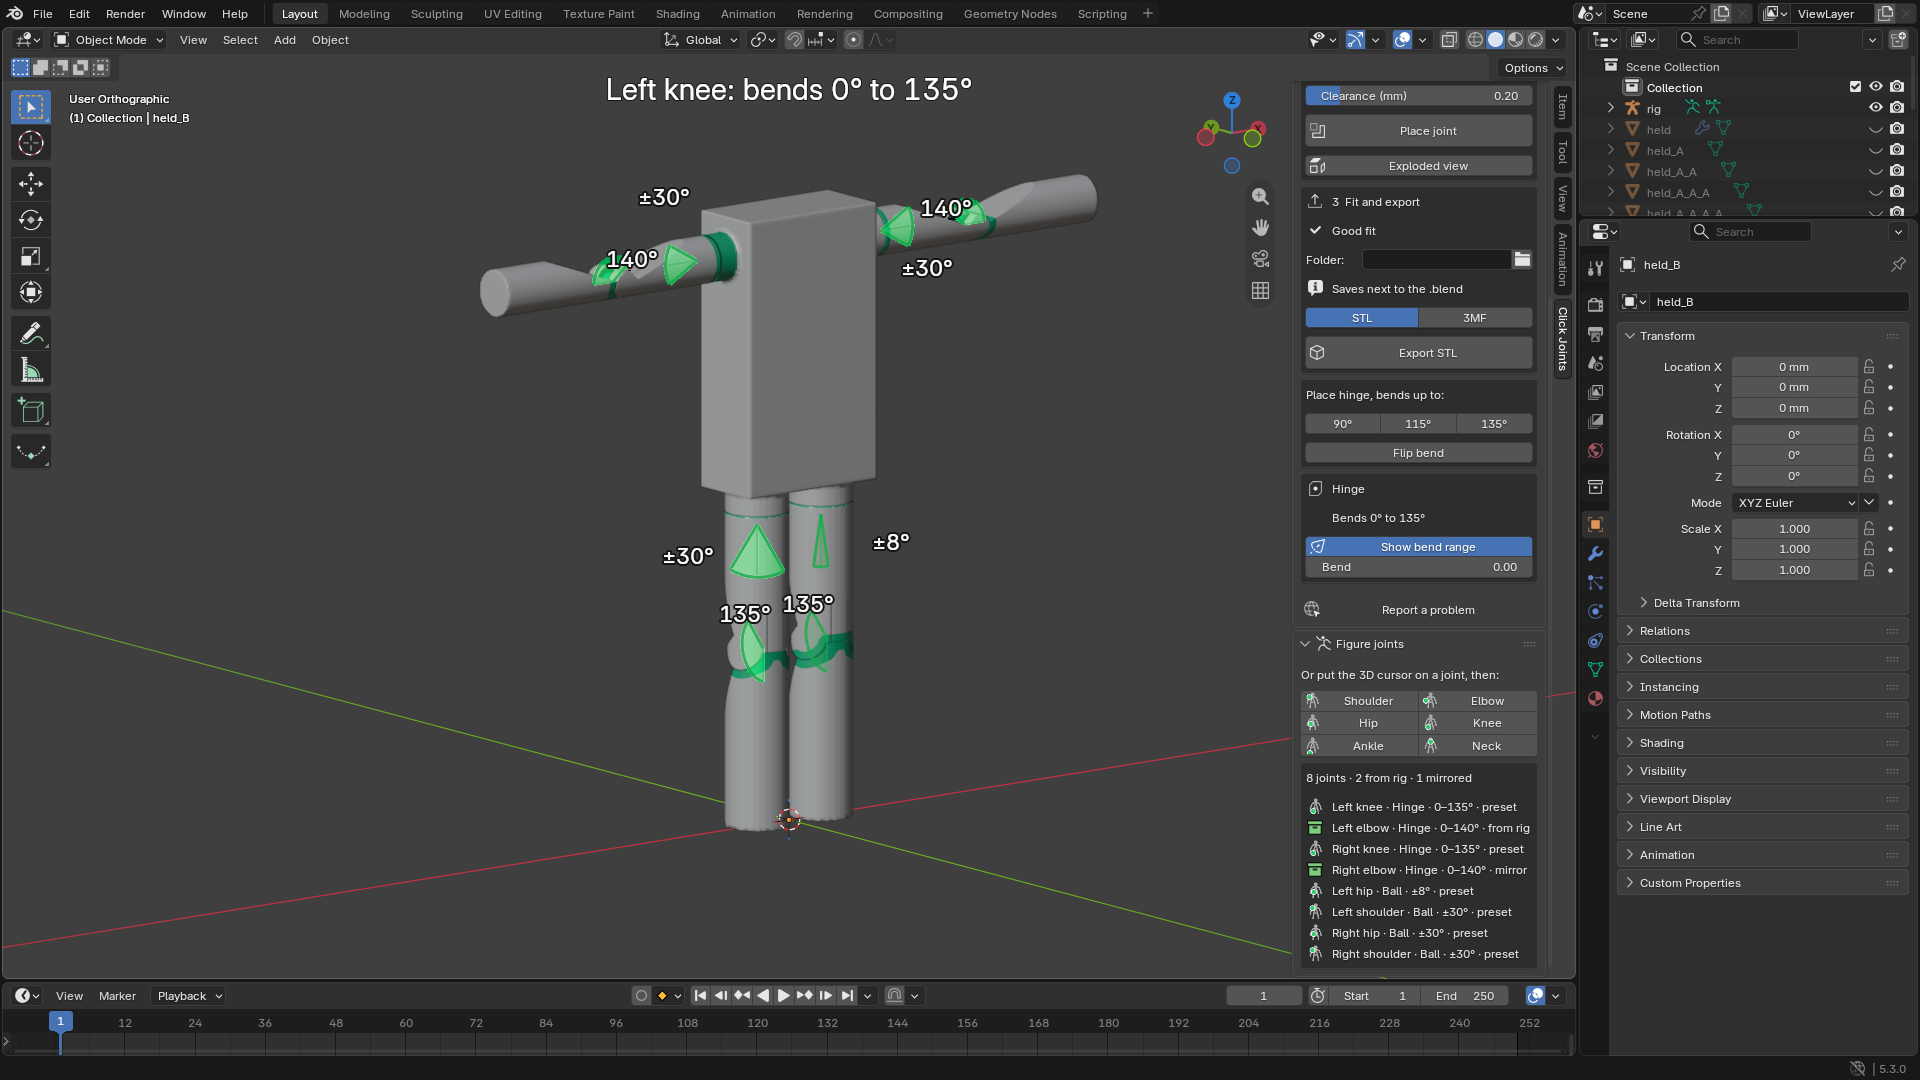 File Edit Render Window Help Layout Modeling Sculpting UV Editing Texture Paint Shading Animation Rendering Compositing Geometry Nodes Scripting Scene ViewLayer
Object Mode View Select Add Object Global Search
Options
Left knee: bends 0° to 135°
User Orthographic
(1) Collection | held_B
±30°
140°
140°
±30°
±30°
±8°
135°
135°
Z
Y
X
Clearance (mm) 0.20
Place joint
Exploded view
3 Fit and export
Good fit
Folder:
Saves next to the .blend
STL 3MF
Export STL
Place hinge, bends up to:
90° 115° 135°
Flip bend
Hinge
Bends 0° to 135°
Show bend range
Bend 0.00
Report a problem
Figure joints
Or put the 3D cursor on a joint, then:
Shoulder Elbow
Hip Knee
Ankle Neck
8 joints · 2 from rig · 1 mirrored
Left knee · Hinge · 0–135° · preset
Left elbow · Hinge · 0–140° · from rig
Right knee · Hinge · 0–135° · preset
Right elbow · Hinge · 0–140° · mirror
Left hip · Ball · ±8° · preset
Left shoulder · Ball · ±30° · preset
Right hip · Ball · ±30° · preset
Right shoulder · Ball · ±30° · preset
Item
Tool
View
Animation
Click Joints
Scene Collection
Collection
rig
held
held_A
held_A_A
held_A_A_A
held_A_A_A_A
Search
held_B
held_B
Transform
Location X 0 mm
Y 0 mm
Z 0 mm
Rotation X 0°
Y 0°
Z 0°
Mode XYZ Euler
Scale X 1.000
Y 1.000
Z 1.000
Delta Transform
Relations
Collections
Instancing
Motion Paths
Shading
Visibility
Viewport Display
Line Art
Animation
Custom Properties
View Marker Playback 1 Start 1 End 250
1 12 24 36 48 60 72 84 96 108 120 132 144 156 168 180 192 204 216 228 240 252
5.3.0